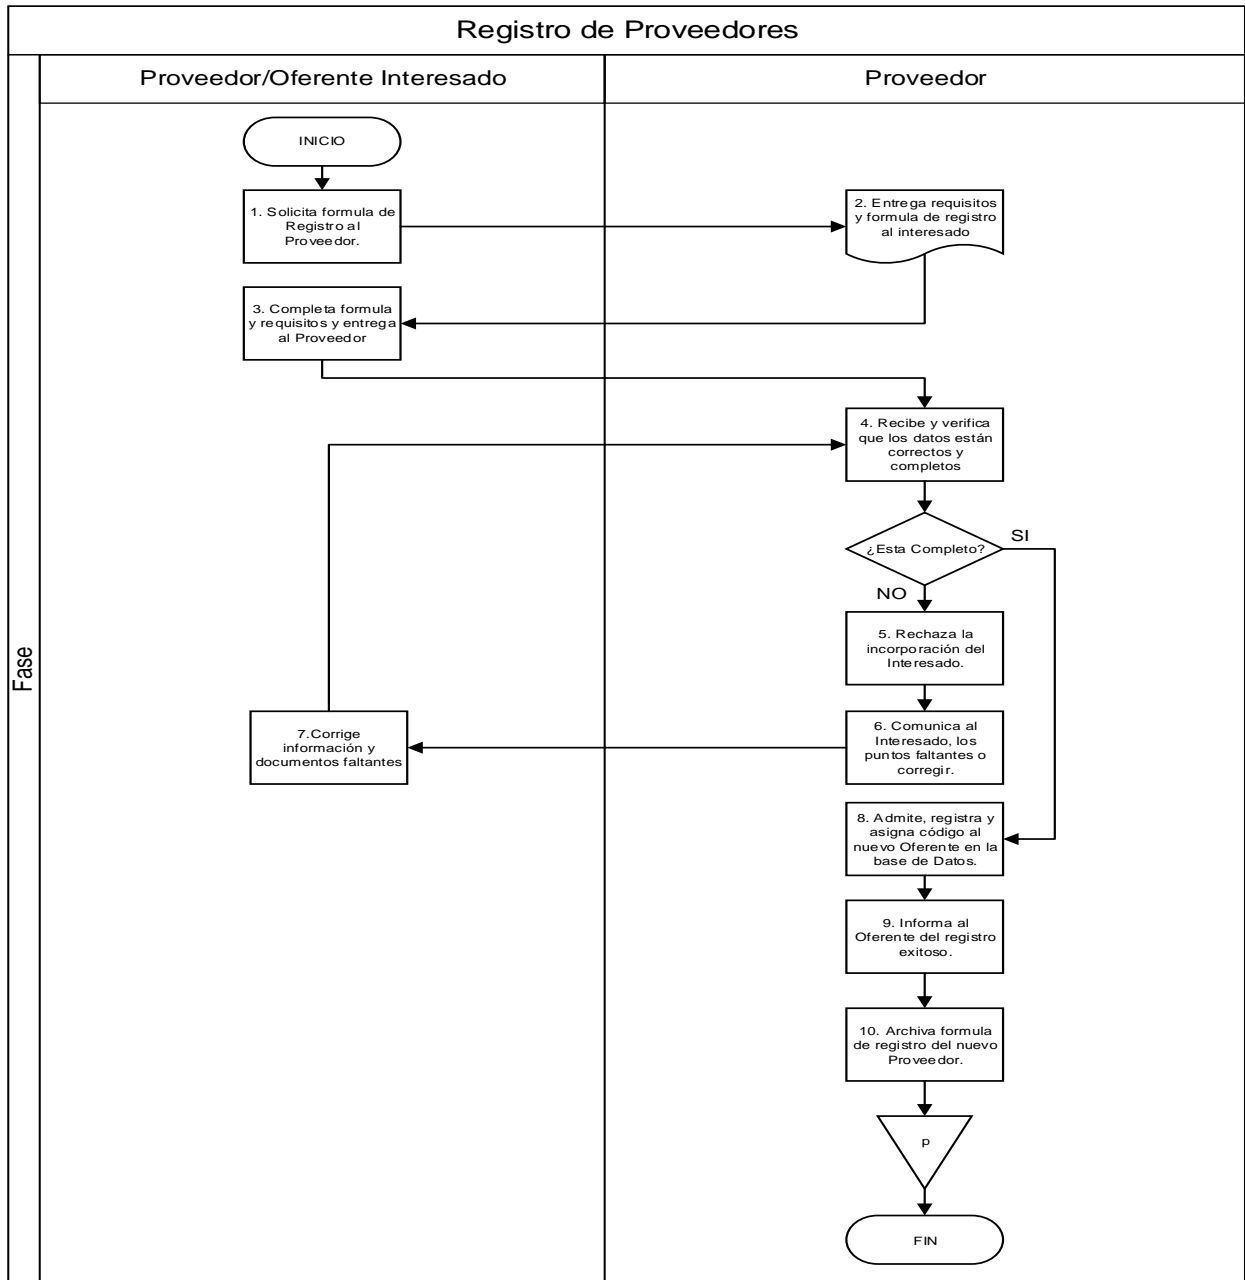 Registro de Proveedores
Proveedor/Oferente Interesado
Proveedor
Fase
INICIO
1. Solicita formula de
Registro al
Proveedor.
2. Entrega requisitos
y formula de registro
al interesado
3. Completa formula
y requisitos y entrega
al Proveedor
4. Recibe y verifica
que los datos están
correctos y
completos
¿Esta Completo?
SI
NO
5. Rechaza la
incorporación del
Interesado.
6. Comunica al
Interesado, los
puntos faltantes o
corregir.
7.Corrige
información y
documentos faltantes
8. Admite, registra y
asigna código al
nuevo Oferente en la
base de Datos.
9. Informa al
Oferente del registro
exitoso.
10. Archiva formula
de registro del nuevo
Proveedor.
P
FIN